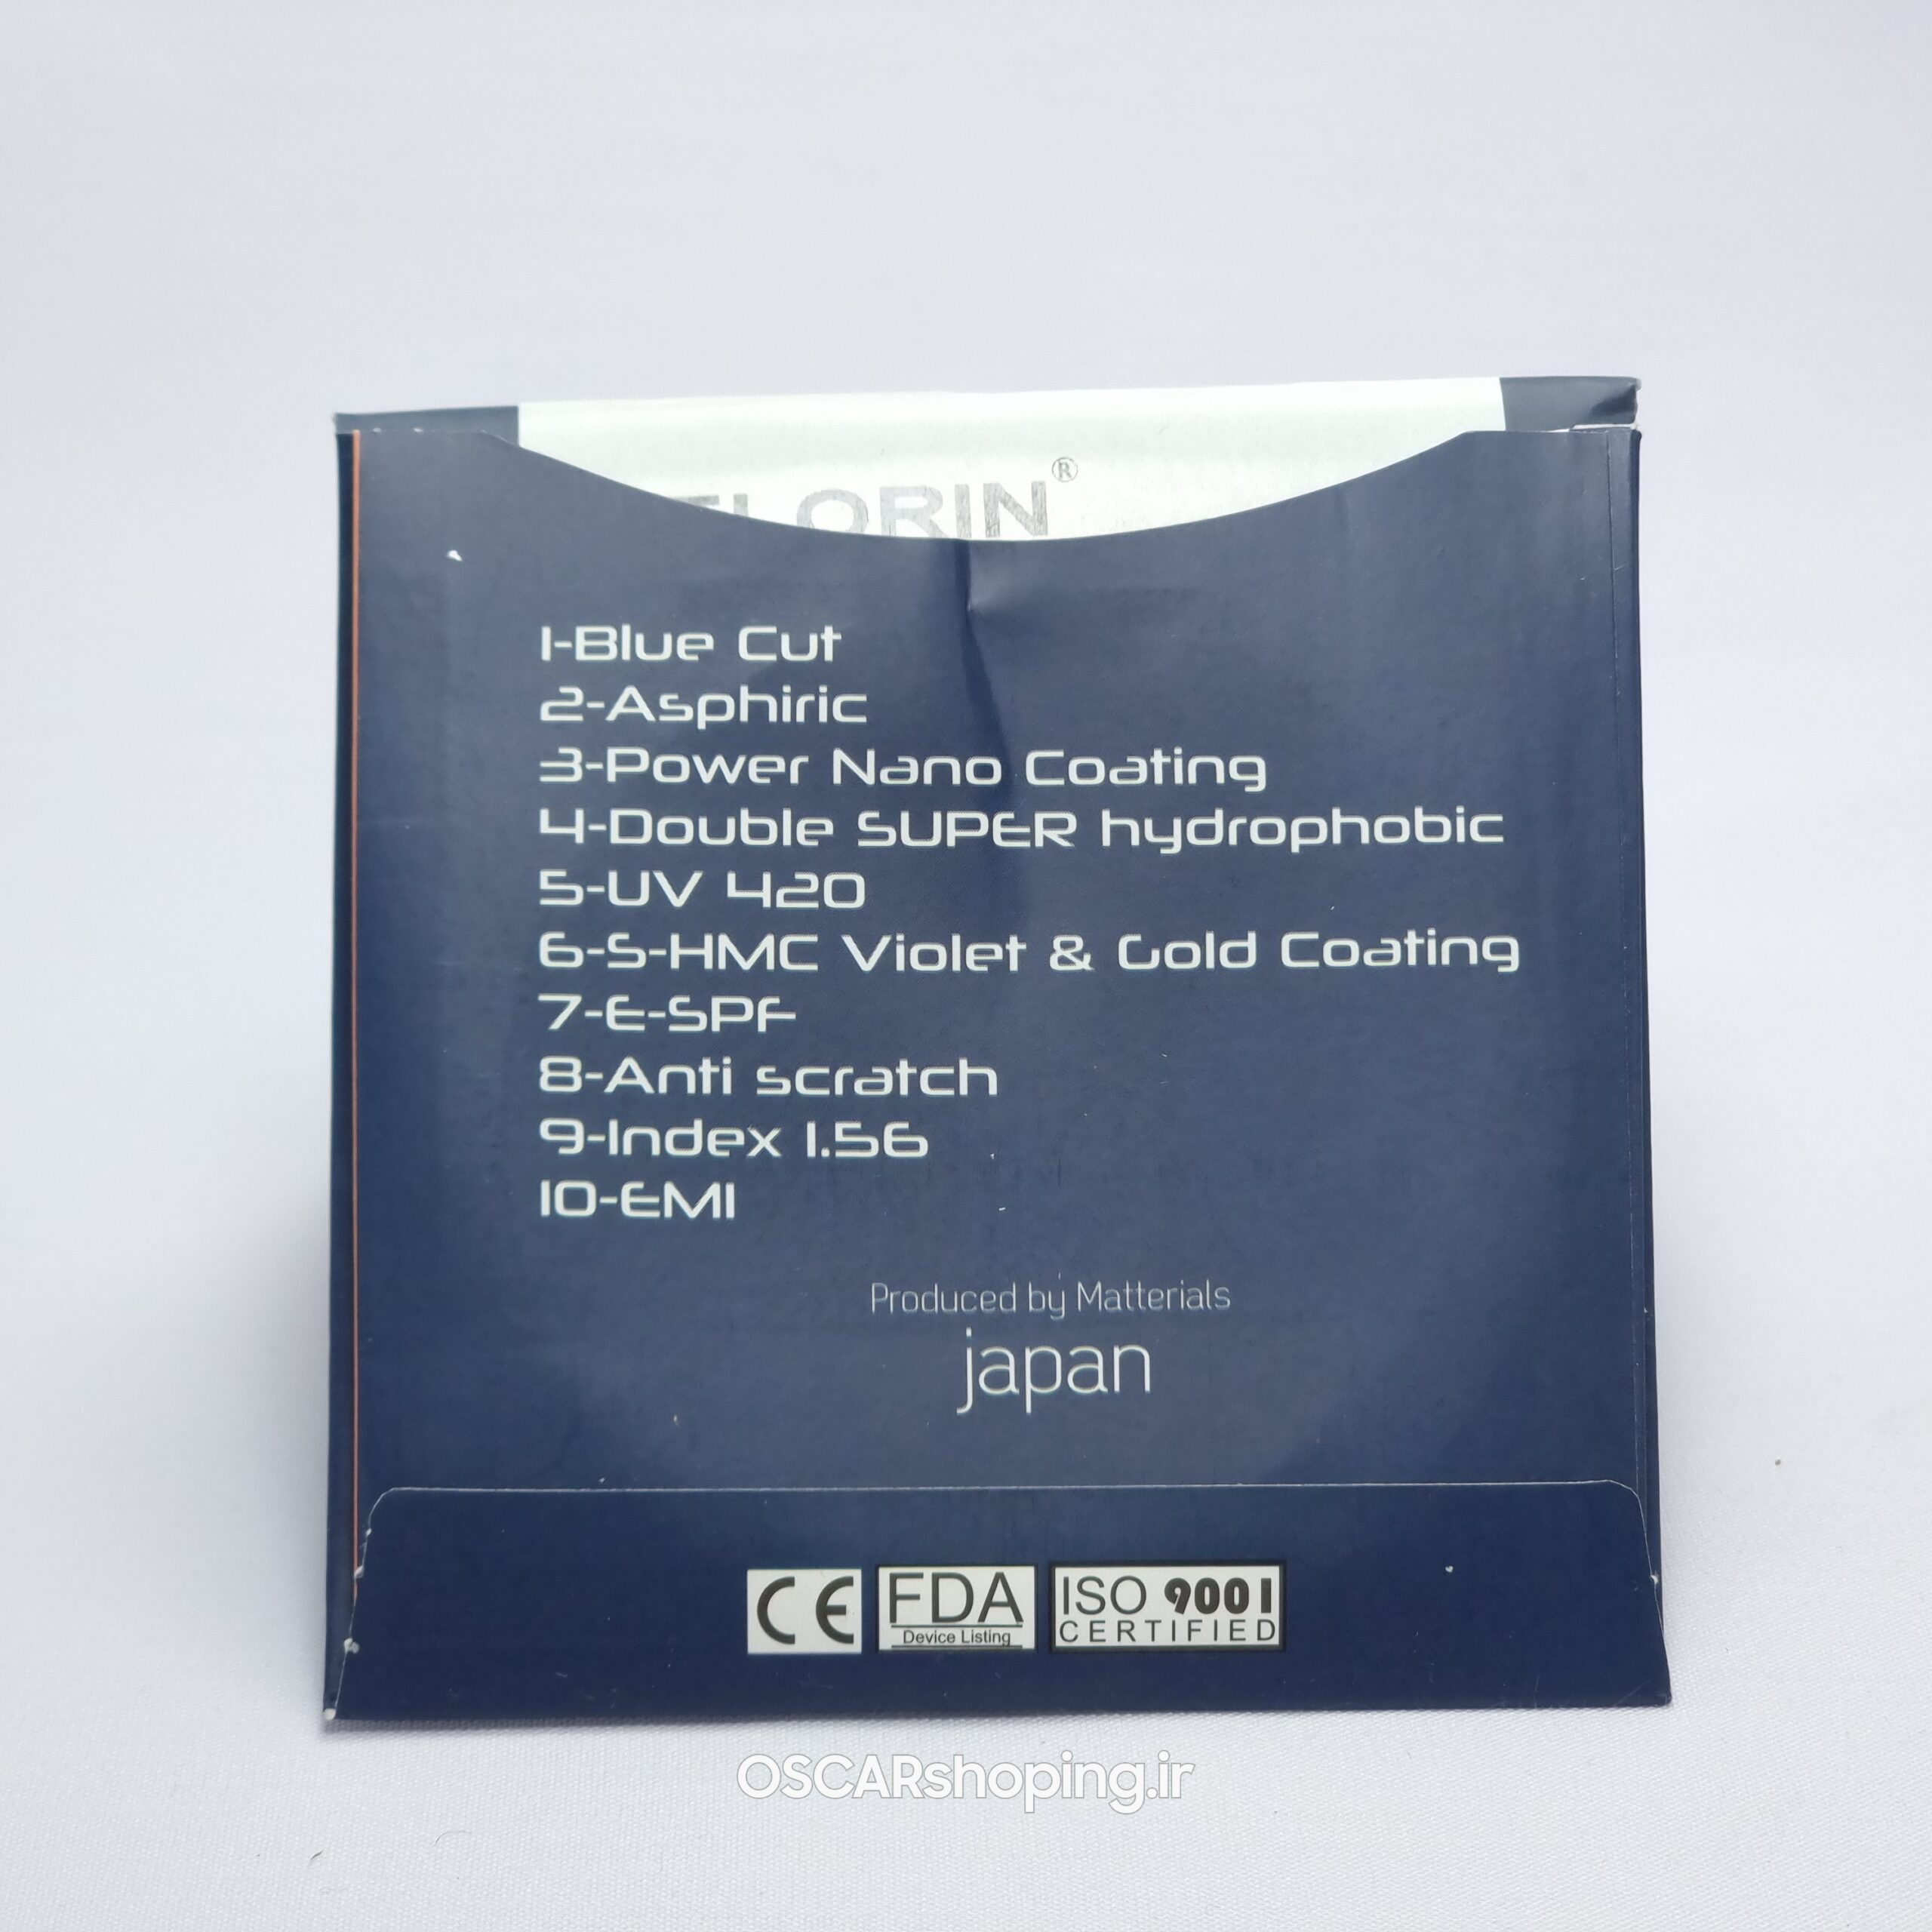 FLORIN®
1-Blue Cut
2-Asphiric
3-Power Nano Coating
4-Double SUPER hydrophobic
5-UV 420
6-S-HMC Violet & Gold Coating
7-E-SPF
8-Anti scratch
9-Index 1.56
10-EMI
Produced by Matterials
japan
CE
FDA
Device Listing
ISO 9001
CERTIFIED
OSCARshoping.ir